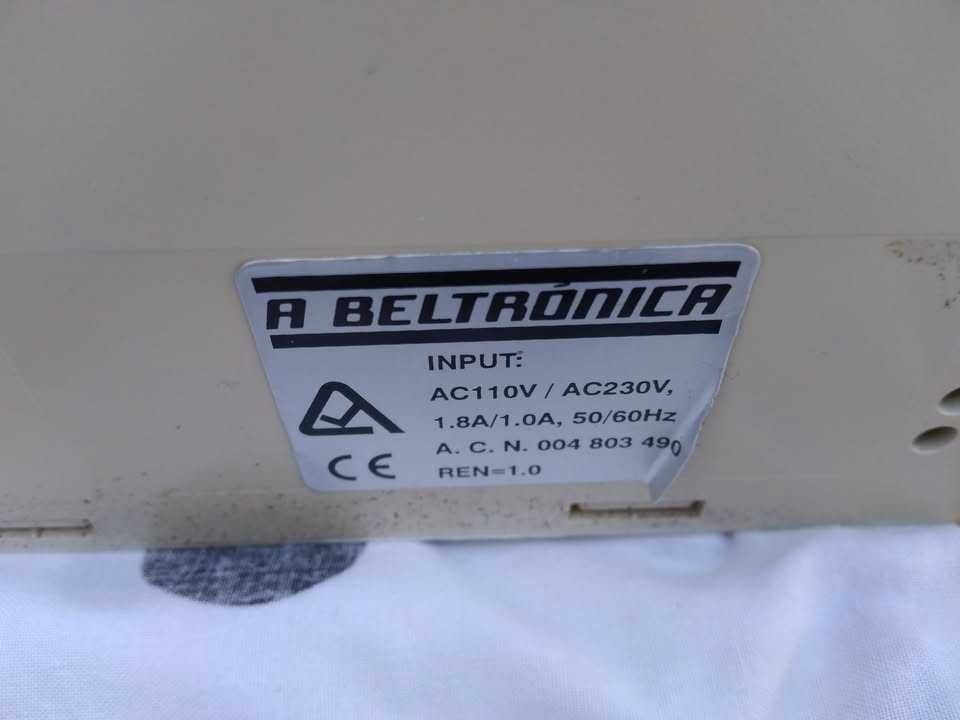 A BELTRÓNICA
INPUT:
AC110V / AC230V,
1.8A/1.0A, 50/60Hz
A. C. N. 004 803 490
CE REN=1.0